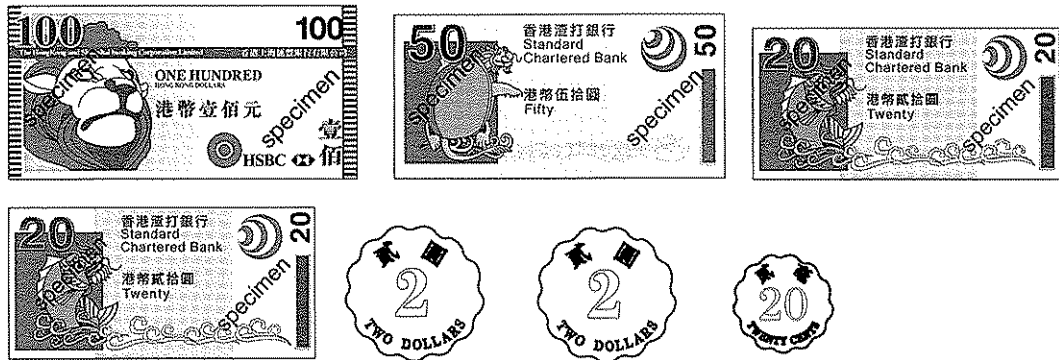 100
100
The Hongkong and Shanghai Banking Corporation Limited
香港上海滙豐銀行有限公司
specimen
ONE HUNDRED
HONG KONG DOLLARS
港幣壹佰元
specimen
壹
佰
HSBC
50
香港渣打銀行
Standard
Chartered Bank
港幣伍拾圓
Fifty
specimen
specimen
50
20
香港渣打銀行
Standard
Chartered Bank
港幣貳拾圓
Twenty
specimen
specimen
20
20
香港渣打銀行
Standard
Chartered Bank
港幣貳拾圓
Twenty
specimen
specimen
20
貳 圓
2
TWO DOLLARS
貳 圓
2
TWO DOLLARS
貳 毫
20
TWENTY CENTS